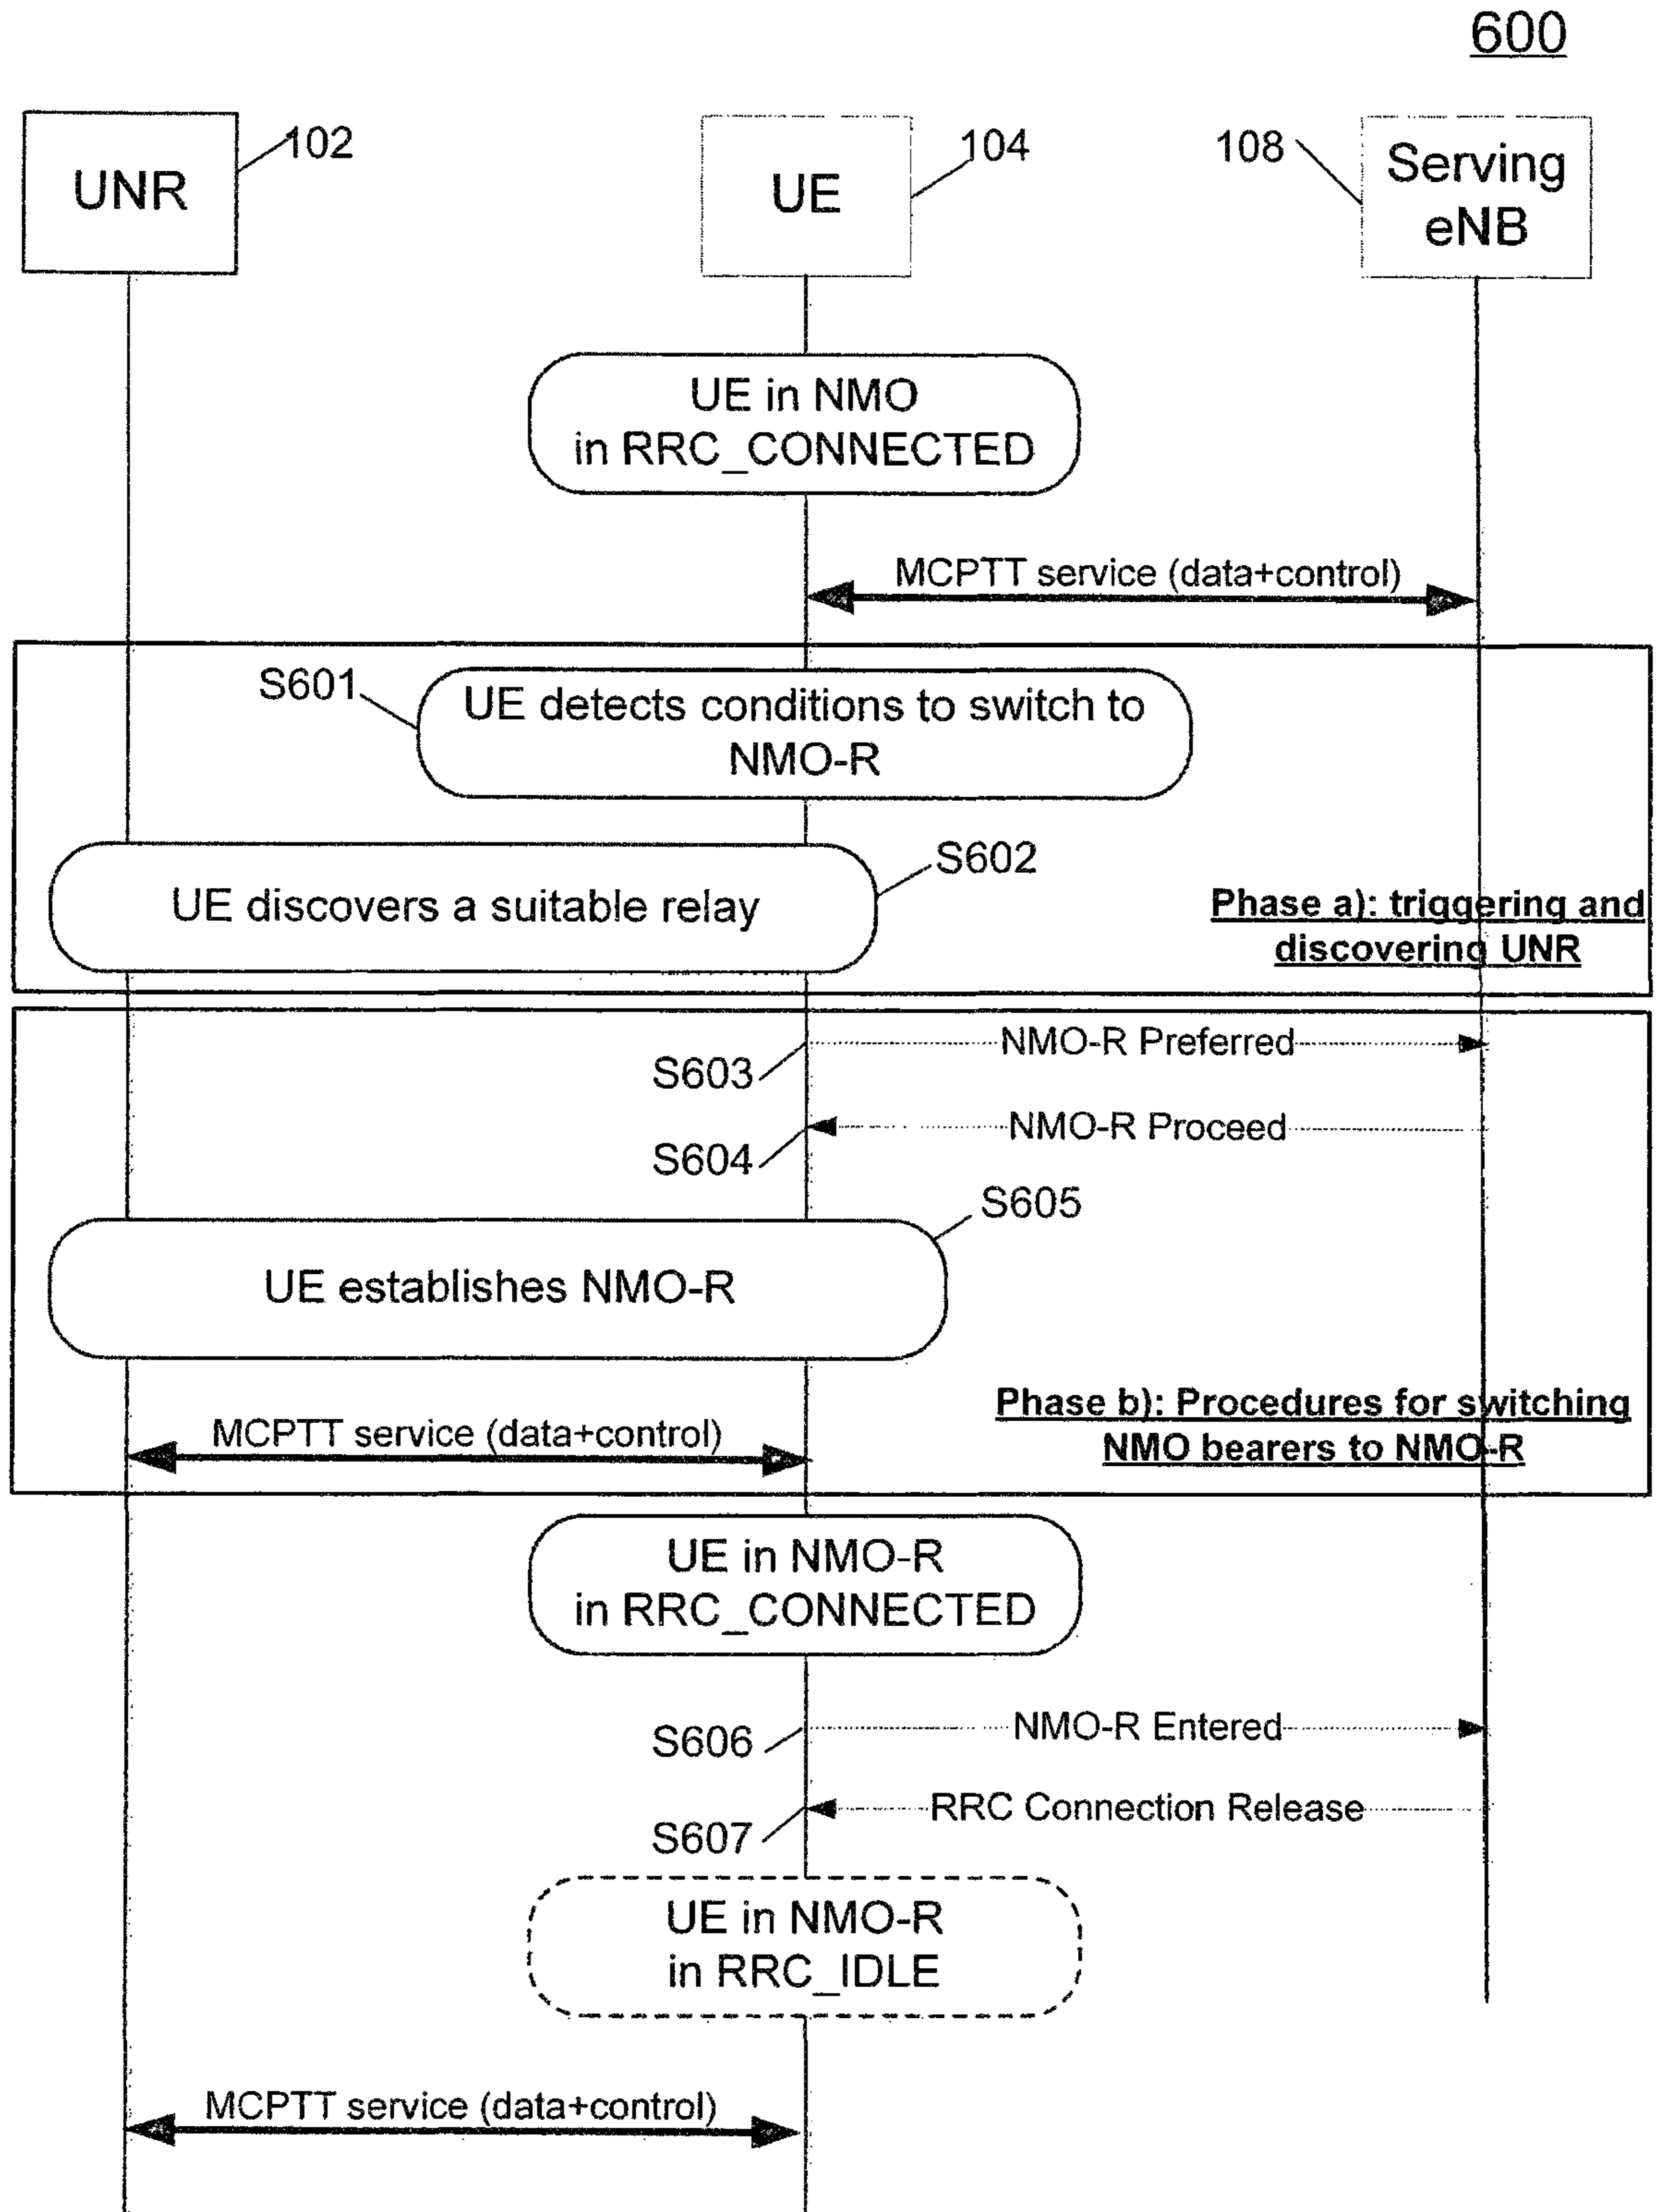 600
UNR
102
UE
104
108
Serving
eNB
UE in NMO
in RRC_CONNECTED
MCPTT service (data+control)
S601
UE detects conditions to switch to
NMO-R
S602
UE discovers a suitable relay
Phase a): triggering and
discovering UNR
NMO-R Preferred
S603
NMO-R Proceed
S604
S605
UE establishes NMO-R
Phase b): Procedures for switching
NMO bearers to NMO-R
MCPTT service (data+control)
UE in NMO-R
in RRC_CONNECTED
NMO-R Entered
S606
RRC Connection Release
S607
UE in NMO-R
in RRC_IDLE
MCPTT service (data+control)